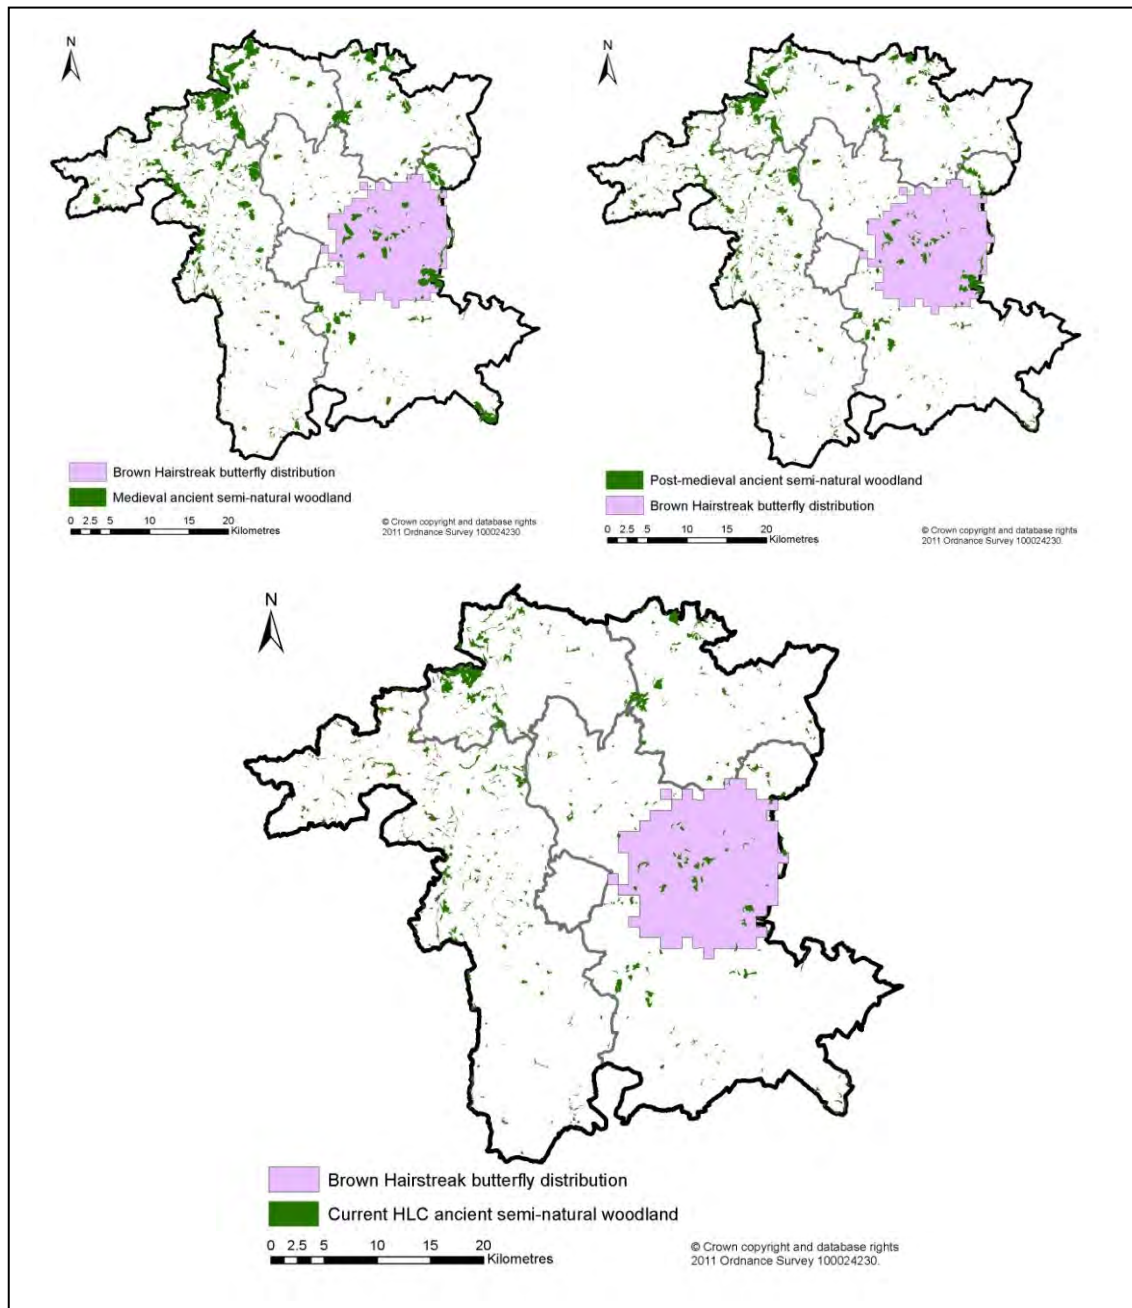 N
Brown Hairstreak butterfly distribution
Medieval ancient semi-natural woodland
0 2.5 5 10 15 20
Kilometres
© Crown copyright and database rights
2011 Ordnance Survey 100024230.
N
Post-medieval ancient semi-natural woodland
Brown Hairstreak butterfly distribution
0 2.5 5 10 15 20
Kilometres
© Crown copyright and database rights
2011 Ordnance Survey 100024230.
N
Brown Hairstreak butterfly distribution
Current HLC ancient semi-natural woodland
0 2.5 5 10 15 20
Kilometres
© Crown copyright and database rights
2011 Ordnance Survey 100024230.